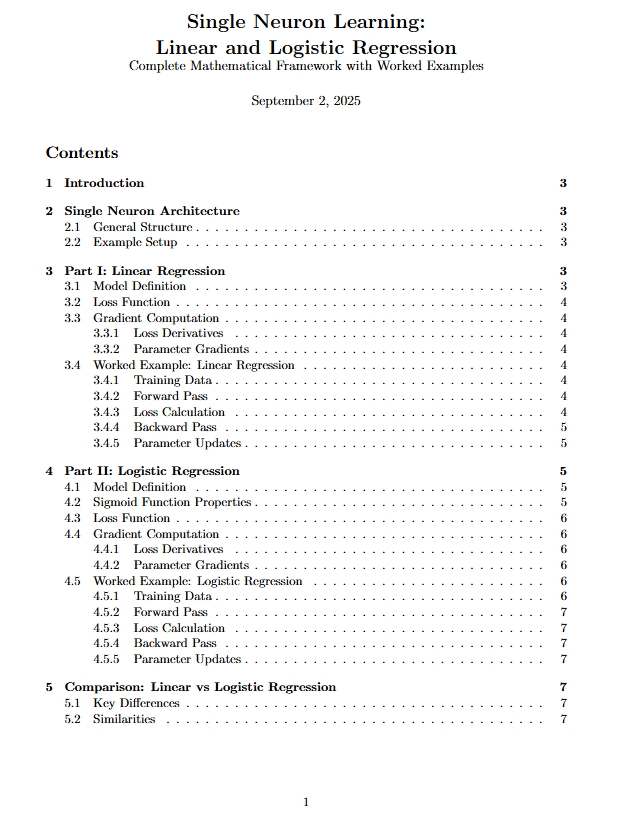 Single Neuron Learning:
Linear and Logistic Regression
Complete Mathematical Framework with Worked Examples
September 2, 2025
Contents
1 Introduction 3
2 Single Neuron Architecture 3
2.1 General Structure . . . . . . . . . . . . . . . . . . . . . . . . . . . . . . . . . . 3
2.2 Example Setup . . . . . . . . . . . . . . . . . . . . . . . . . . . . . . . . . . . 3
3 Part I: Linear Regression 3
3.1 Model Definition . . . . . . . . . . . . . . . . . . . . . . . . . . . . . . . . . . 3
3.2 Loss Function . . . . . . . . . . . . . . . . . . . . . . . . . . . . . . . . . . . . 4
3.3 Gradient Computation . . . . . . . . . . . . . . . . . . . . . . . . . . . . . . . 4
3.3.1 Loss Derivatives . . . . . . . . . . . . . . . . . . . . . . . . . . . . . . 4
3.3.2 Parameter Gradients . . . . . . . . . . . . . . . . . . . . . . . . . . . . 4
3.4 Worked Example: Linear Regression . . . . . . . . . . . . . . . . . . . . . . . 4
3.4.1 Training Data . . . . . . . . . . . . . . . . . . . . . . . . . . . . . . . . 4
3.4.2 Forward Pass . . . . . . . . . . . . . . . . . . . . . . . . . . . . . . . . 4
3.4.3 Loss Calculation . . . . . . . . . . . . . . . . . . . . . . . . . . . . . . 4
3.4.4 Backward Pass . . . . . . . . . . . . . . . . . . . . . . . . . . . . . . . 5
3.4.5 Parameter Updates . . . . . . . . . . . . . . . . . . . . . . . . . . . . . 5
4 Part II: Logistic Regression 5
4.1 Model Definition . . . . . . . . . . . . . . . . . . . . . . . . . . . . . . . . . . 5
4.2 Sigmoid Function Properties . . . . . . . . . . . . . . . . . . . . . . . . . . . . 5
4.3 Loss Function . . . . . . . . . . . . . . . . . . . . . . . . . . . . . . . . . . . . 6
4.4 Gradient Computation . . . . . . . . . . . . . . . . . . . . . . . . . . . . . . . 6
4.4.1 Loss Derivatives . . . . . . . . . . . . . . . . . . . . . . . . . . . . . . 6
4.4.2 Parameter Gradients . . . . . . . . . . . . . . . . . . . . . . . . . . . . 6
4.5 Worked Example: Logistic Regression . . . . . . . . . . . . . . . . . . . . . . 6
4.5.1 Training Data . . . . . . . . . . . . . . . . . . . . . . . . . . . . . . . . 6
4.5.2 Forward Pass . . . . . . . . . . . . . . . . . . . . . . . . . . . . . . . . 7
4.5.3 Loss Calculation . . . . . . . . . . . . . . . . . . . . . . . . . . . . . . 7
4.5.4 Backward Pass . . . . . . . . . . . . . . . . . . . . . . . . . . . . . . . 7
4.5.5 Parameter Updates . . . . . . . . . . . . . . . . . . . . . . . . . . . . . 7
5 Comparison: Linear vs Logistic Regression 7
5.1 Key Differences . . . . . . . . . . . . . . . . . . . . . . . . . . . . . . . . . . . 7
5.2 Similarities . . . . . . . . . . . . . . . . . . . . . . . . . . . . . . . . . . . . . 7
1